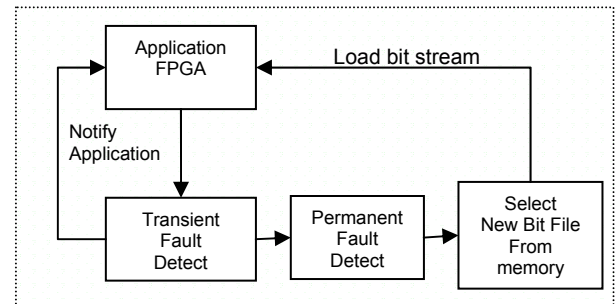 Application
FPGA
Load bit stream
Notify
Application
Transient
Fault
Detect
Permanent
Fault
Detect
Select
New Bit File
From
memory